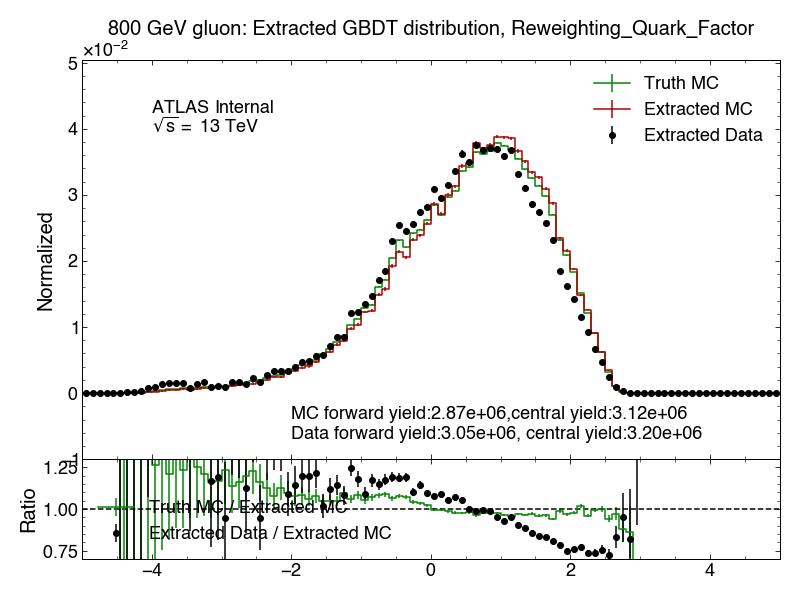 800 GeV gluon: Extracted GBDT distribution, Reweighting_Quark_Factor
×10−2
5
4
3
2
1
0
Normalized
ATLAS Internal
√s = 13 TeV
Truth MC
Extracted MC
Extracted Data
MC forward yield:2.87e+06,central yield:3.12e+06
Data forward yield:3.05e+06, central yield:3.20e+06
1.25
1.00
0.75
Ratio
Truth MC / Extracted MC
Extracted Data / Extracted MC
−4 −2 0 2 4